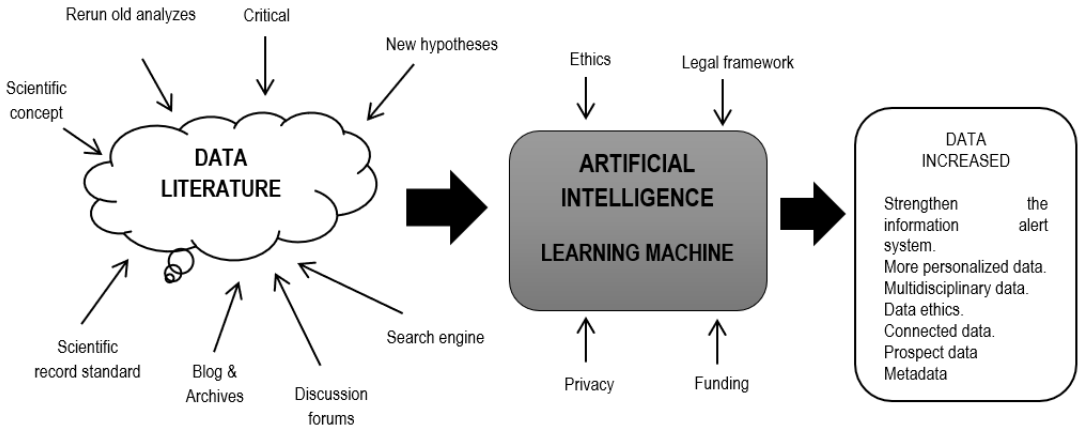 Rerun old analyzes
Critical
New hypotheses
Scientific
concept
DATA
LITERATURE
Scientific
record standard
Blog &
Archives
Discussion
forums
Search engine
Ethics
Legal framework
ARTIFICIAL
INTELLIGENCE
LEARNING MACHINE
Privacy
Funding
DATA
INCREASED
Strengthen the
information alert
system.
More personalized data.
Multidisciplinary data.
Data ethics.
Connected data.
Prospect data
Metadata